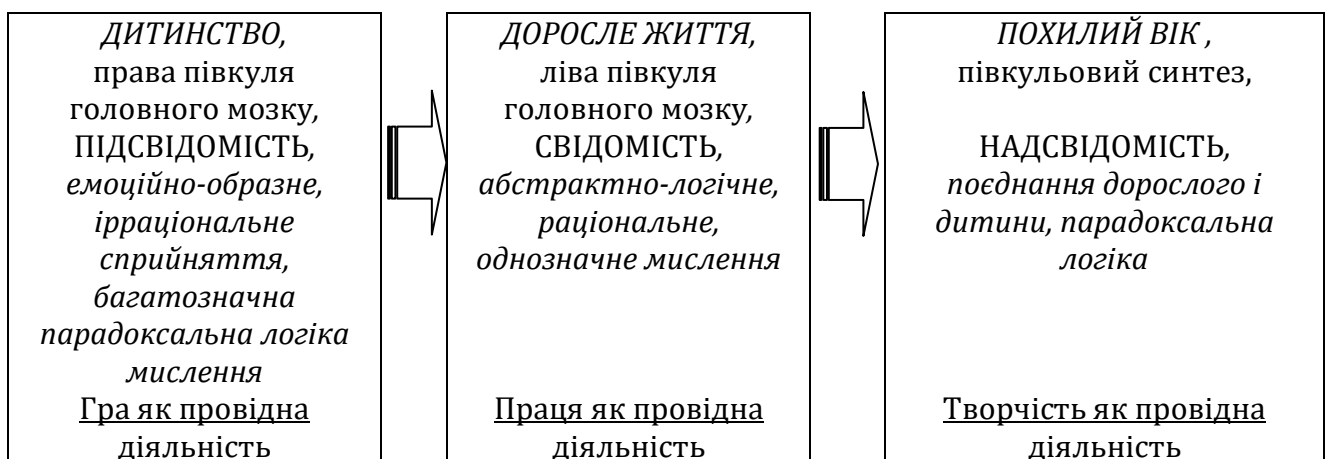 ДИТИНСТВО,
права півкуля
головного мозку,
ПІДСВІДОМІСТЬ,
емоційно-образне,
ірраціональне
сприйняття,
багатозначна
парадоксальна логіка
мислення
Гра як провідна
діяльність
ДОРОСЛЕ ЖИТТЯ,
ліва півкуля
головного мозку,
СВІДОМІСТЬ,
абстрактно-логічне,
раціональне,
однозначне мислення
Праця як провідна
діяльність
ПОХИЛИЙ ВІК ,
півкульовий синтез,
НАДСВІДОМІСТЬ,
поєднання дорослого і
дитини, парадоксальна
логіка
Творчість як провідна
діяльність